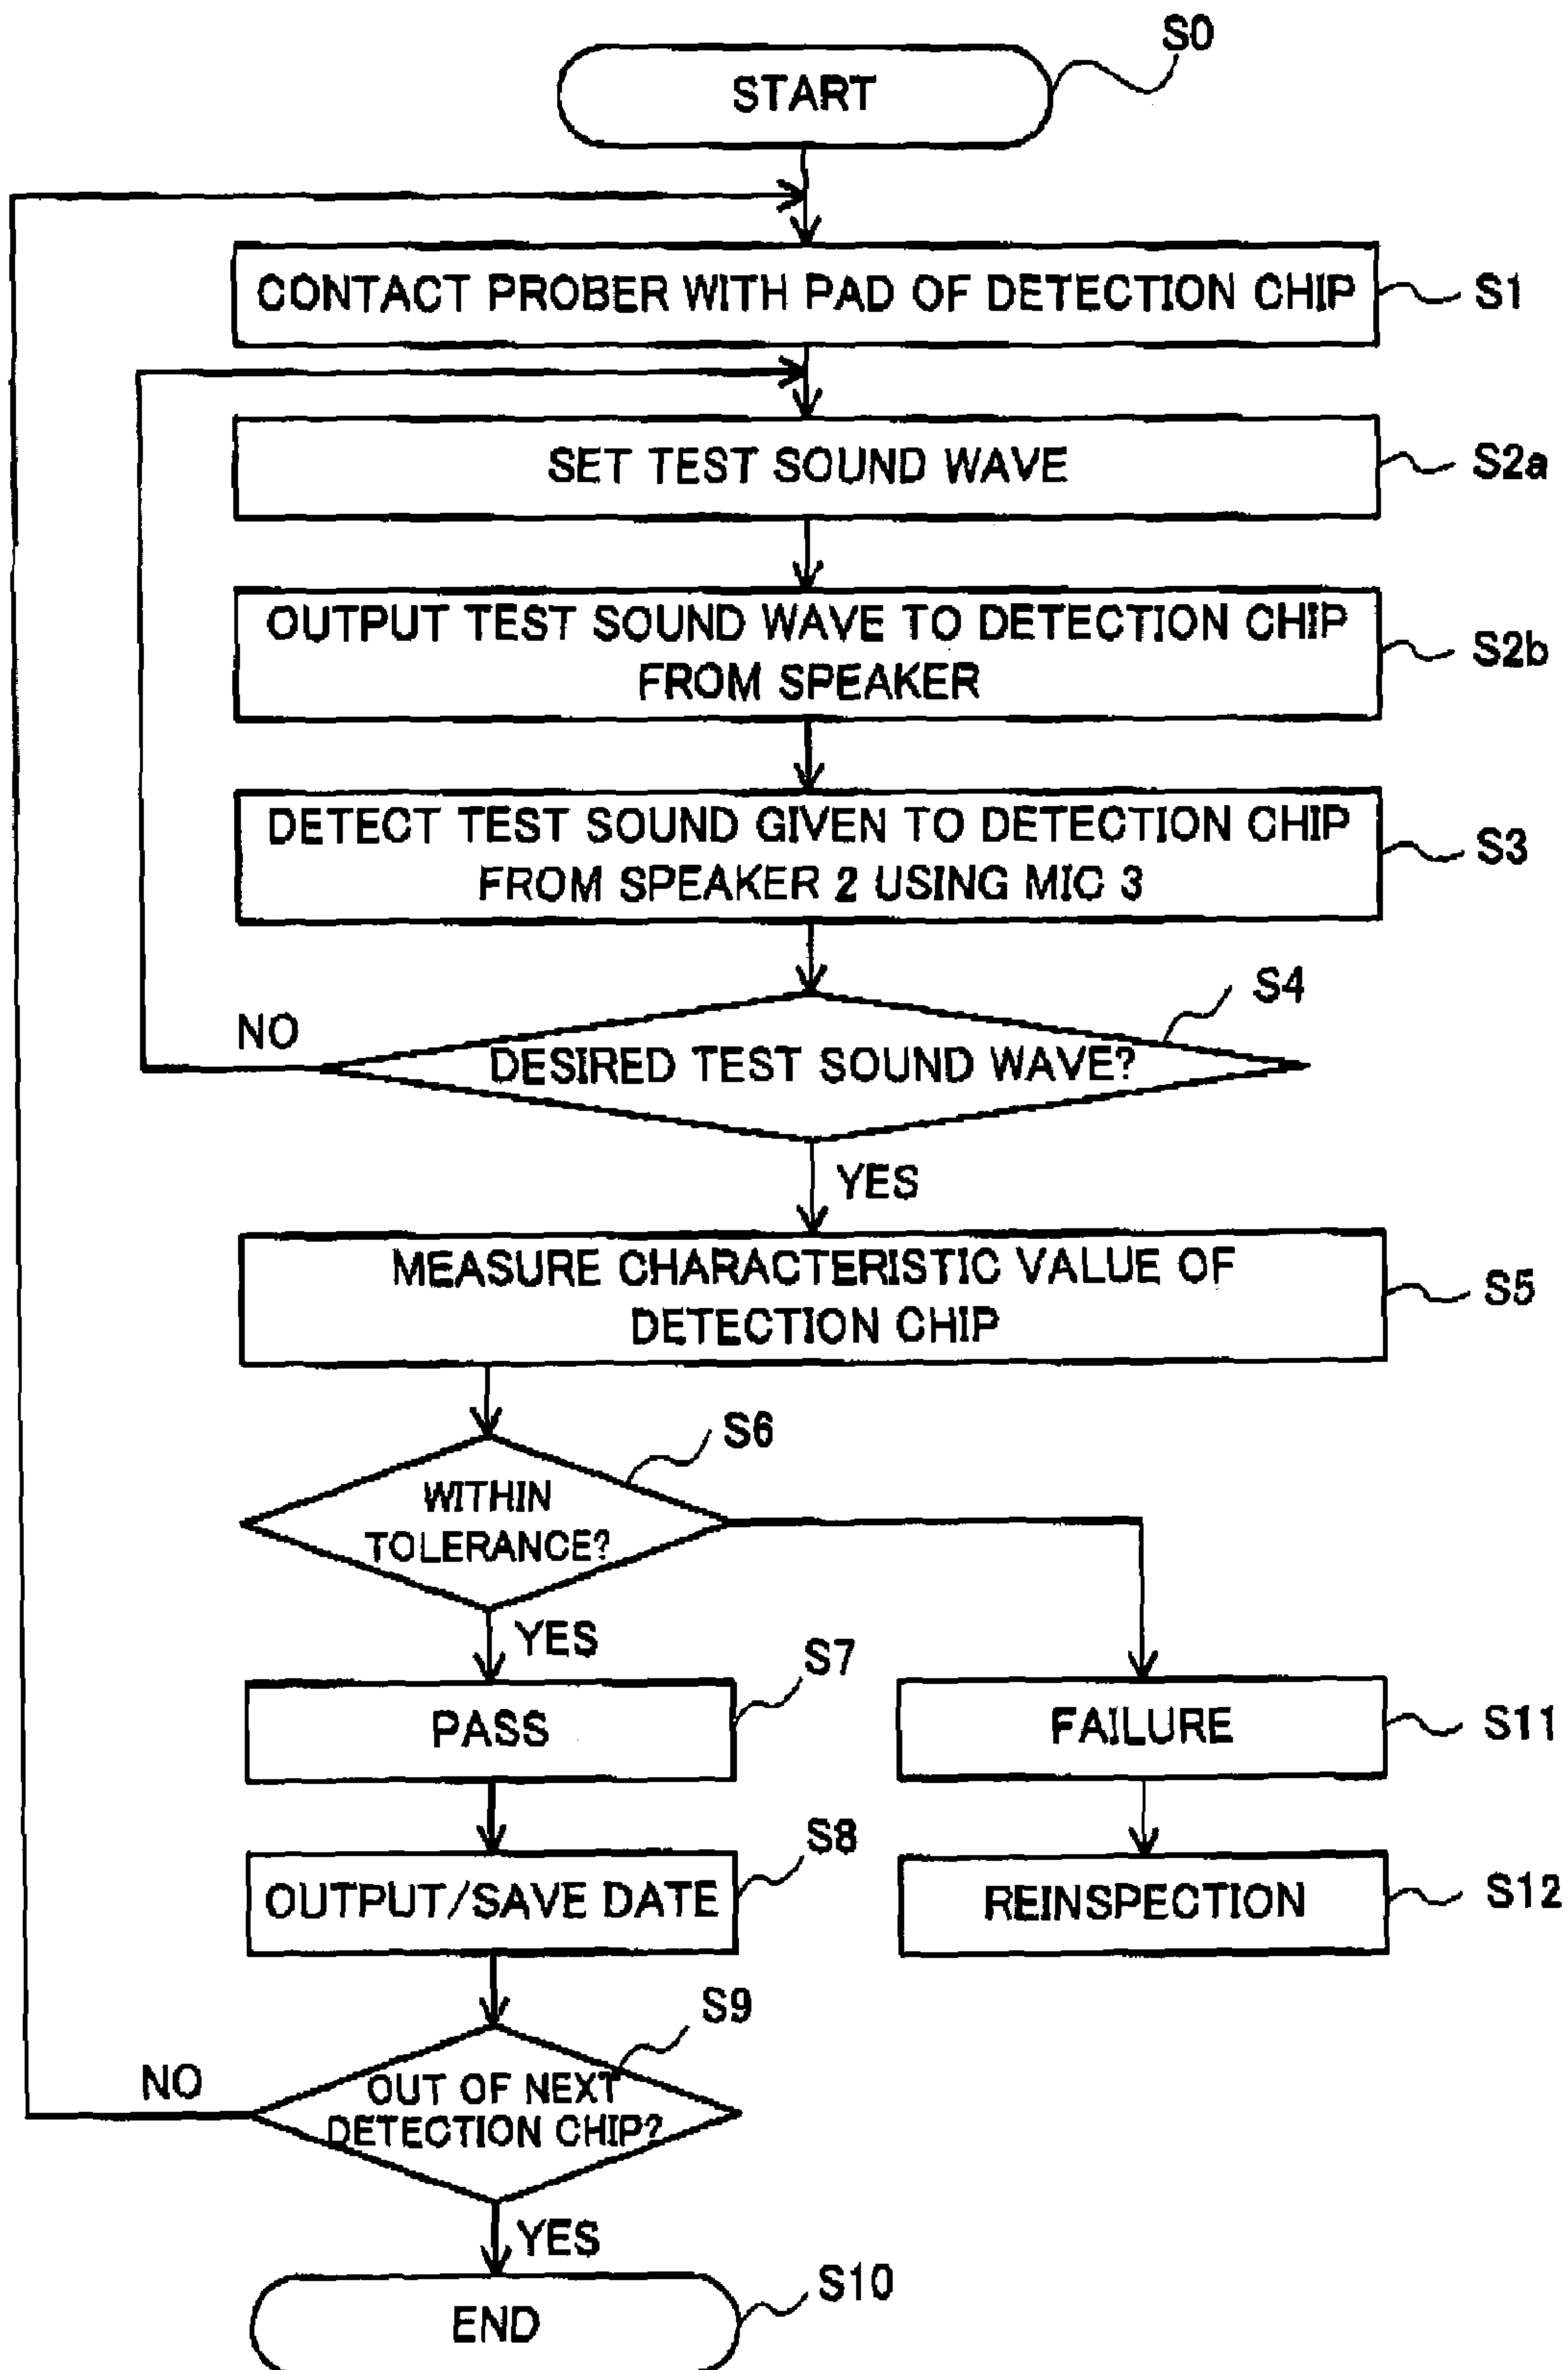 S0
START
CONTACT PROBER WITH PAD OF DETECTION CHIP
S1
SET TEST SOUND WAVE
S2a
OUTPUT TEST SOUND WAVE TO DETECTION CHIP
FROM SPEAKER
S2b
DETECT TEST SOUND GIVEN TO DETECTION CHIP
FROM SPEAKER 2 USING MIC 3
S3
S4
NO
DESIRED TEST SOUND WAVE?
YES
MEASURE CHARACTERISTIC VALUE OF
DETECTION CHIP
S5
S6
WITHIN
TOLERANCE?
YES
S7
PASS
FAILURE
S11
S8
OUTPUT/SAVE DATE
REINSPECTION
S12
S9
NO
OUT OF NEXT
DETECTION CHIP?
YES
S10
END